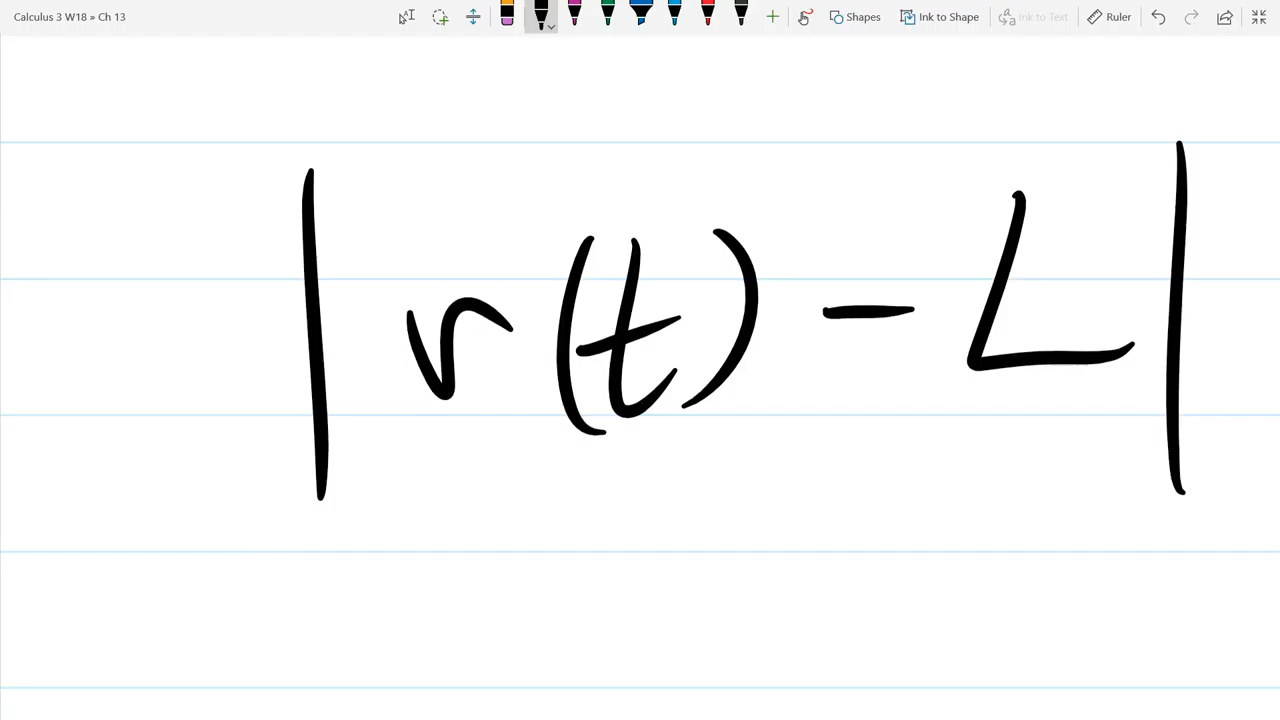 Calculus 3 W18 » Ch 13
Shapes
Ink to Shape
Ink to Text
Ruler
| r(t) - L |